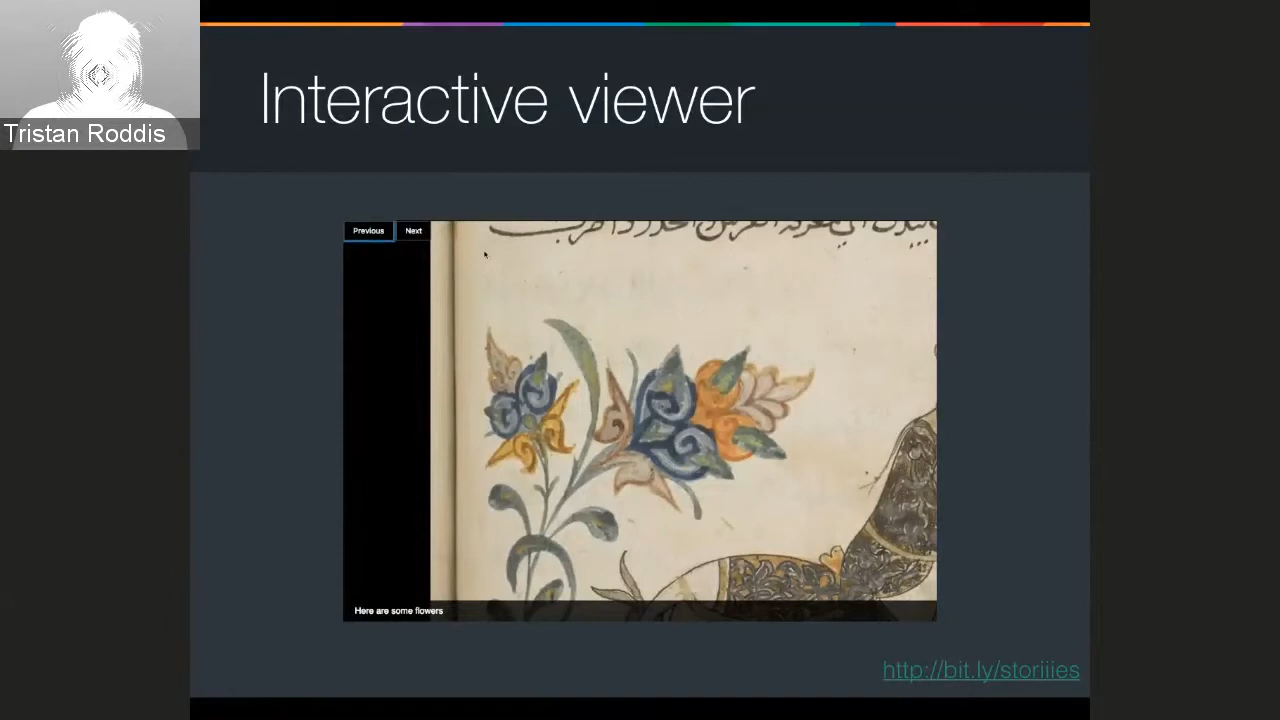 Tristan Roddis
Interactive viewer
Previous Next
Here are some flowers
http://bit.ly/storiiies